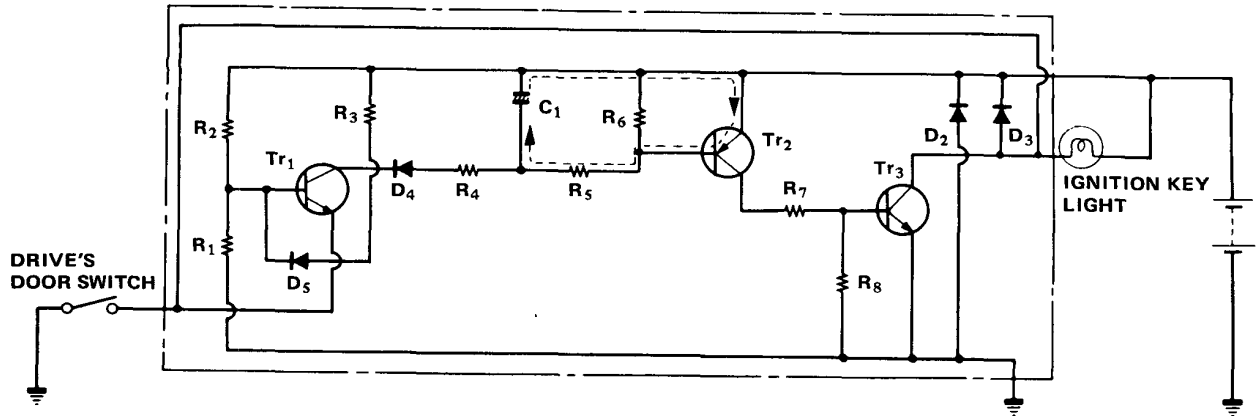 R2
R3
C1
R6
Tr1
D4
R4
R5
Tr2
D2
D3
R7
Tr3
IGNITION KEY
LIGHT
R1
D5
R8
DRIVE'S
DOOR SWITCH